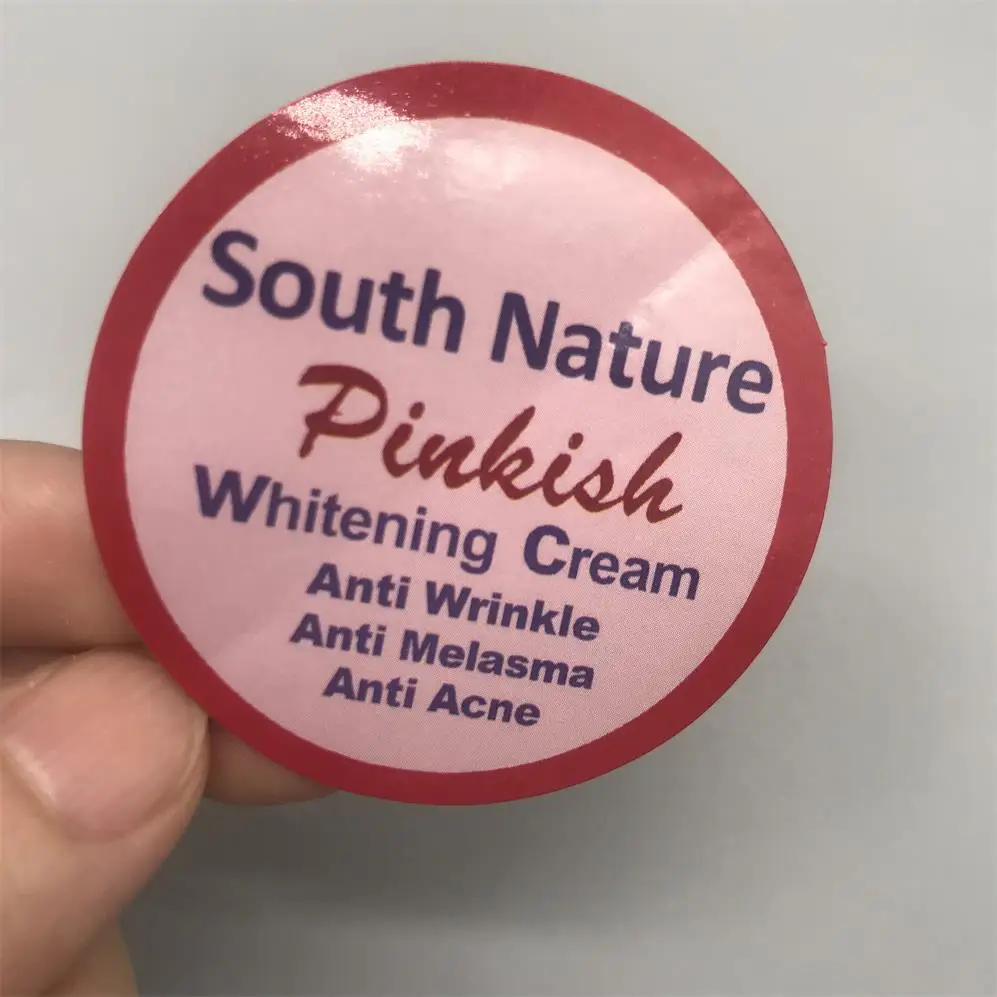 South Nature
Pinkish
Whitening Cream
Anti Wrinkle
Anti Melasma
Anti Acne